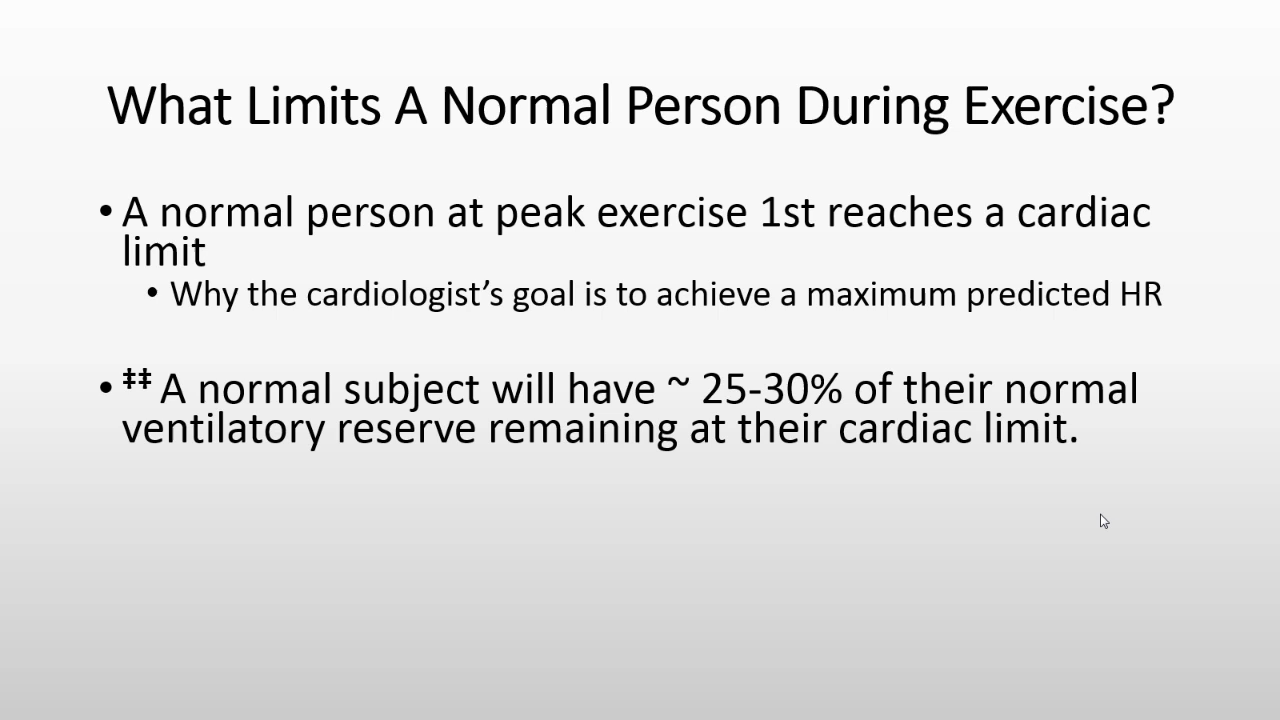 What Limits A Normal Person During Exercise?
• A normal person at peak exercise 1st reaches a cardiac
limit
• Why the cardiologist’s goal is to achieve a maximum predicted HR
• ‡‡ A normal subject will have ~ 25-30% of their normal
ventilatory reserve remaining at their cardiac limit.